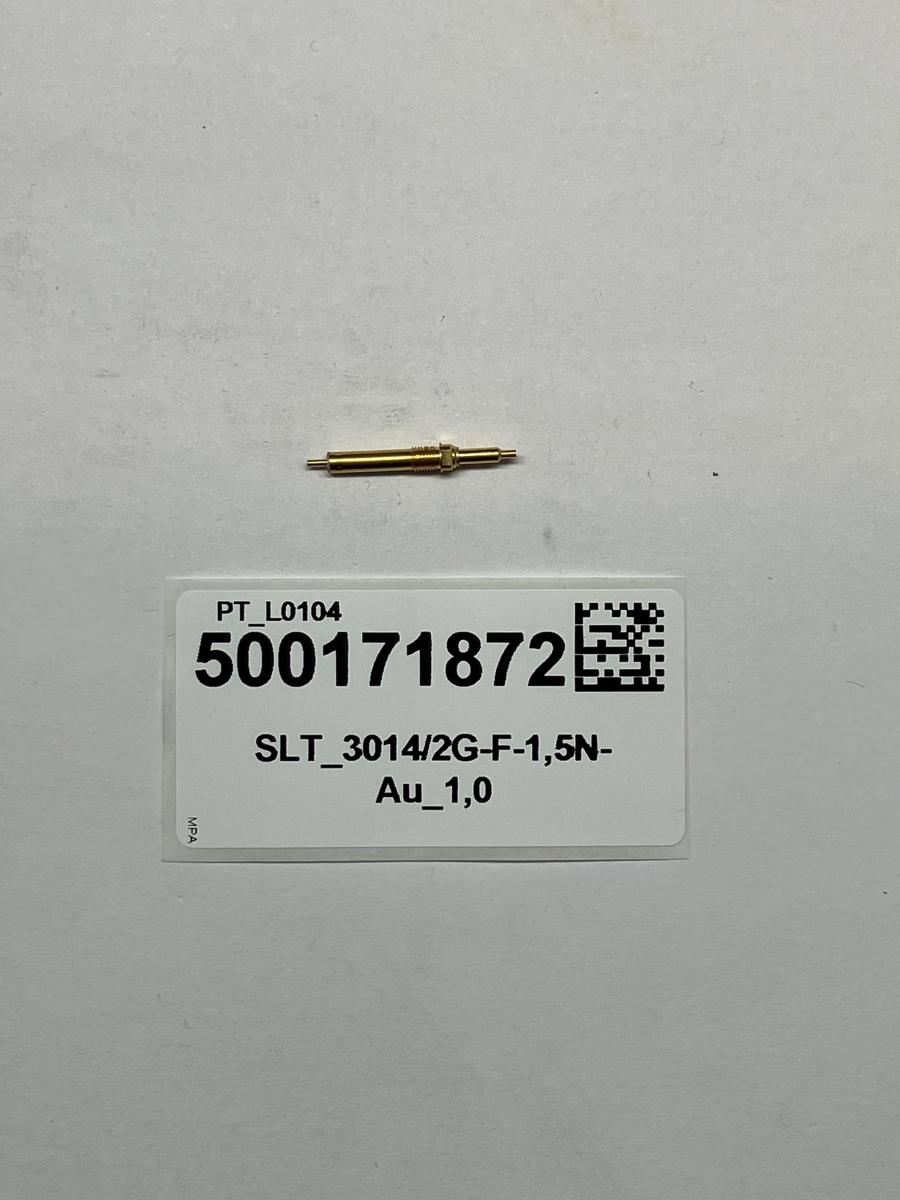 PT_L0104
500171872
SLT_3014/2G-F-1,5N-
Au_1,0
MPA